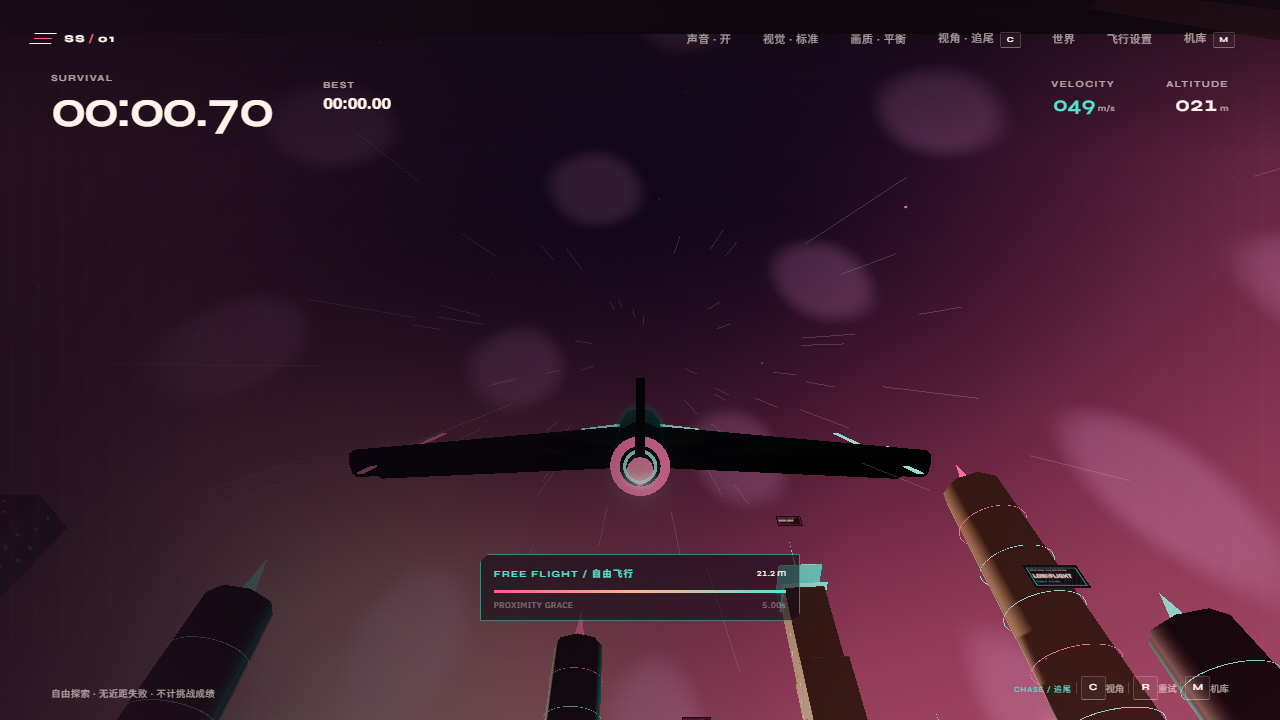 SS / 01
声音 · 开
视觉 · 标准
画质 · 平衡
视角 · 追尾 C
世界
飞行设置
机库 M
SURVIVAL
00:00.70
BEST
00:00.00
VELOCITY
049 m/s
ALTITUDE
021 m
LOW/FLIGHT
FREE FLIGHT / 自由飞行
21.2 m
PROXIMITY GRACE
5.00s
自由探索 · 无近距失败 · 不计挑战成绩
CHASE / 追尾
C 视角
R 重试
M 机库